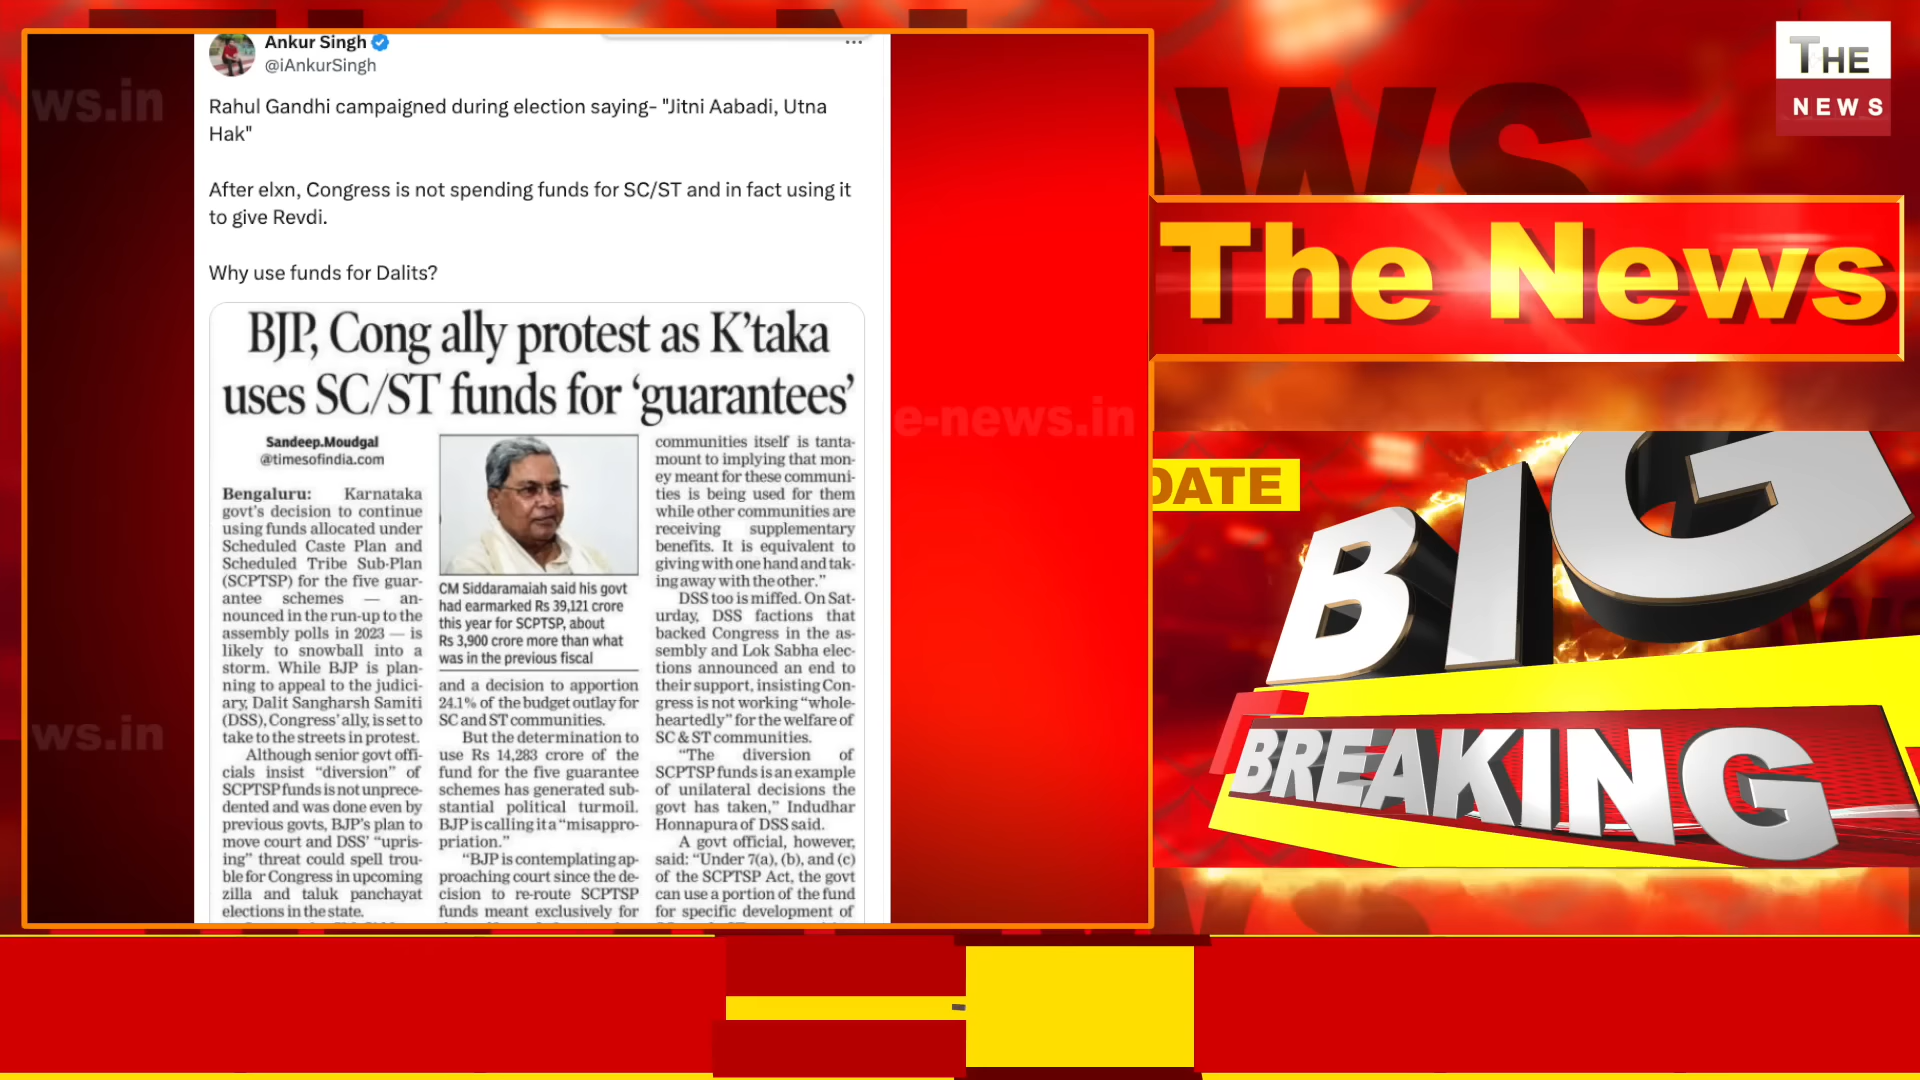 Ankur Singh
@iAnkurSingh
Rahul Gandhi campaigned during election saying- "Jitni Aabadi, Utna
Hak"
After elxn, Congress is not spending funds for SC/ST and in fact using it
to give Revdi.
Why use funds for Dalits?
BJP, Cong ally protest as K'taka
uses SC/ST funds for 'guarantees'
Sandeep.Moudgal
@timesofindia.com
Bengaluru: Karnataka
govt's decision to continue
using funds allocated under
Scheduled Caste Plan and
Scheduled Tribe Sub-Plan
(SCPTSP) for the five guar-
antee schemes — an-
nounced in the run-up to the
assembly polls in 2023 — is
likely to snowball into a
storm. While BJP is plan-
ning to appeal to the judici-
ary, Dalit Sangharsh Samiti
(DSS), Congress' ally, is set to
take to the streets in protest.
Although senior govt offi-
cials insist "diversion" of
SCPTSP funds is not unprece-
dented and was done even by
previous govts, BJP's plan to
move court and DSS' "upris-
ing" threat could spell trou-
ble for Congress in upcoming
zilla and taluk panchayat
elections in the state.
CM Siddaramaiah said his govt
had earmarked Rs 39,121 crore
this year for SCPTSP, about
Rs 3,900 crore more than what
was in the previous fiscal
and a decision to apportion
24.1% of the budget outlay for
SC and ST communities.
But the determination to
use Rs 14,283 crore of the
fund for the five guarantee
schemes has generated sub-
stantial political turmoil.
BJP is calling it a "misappro-
priation."
"BJP is contemplating ap-
proaching court since the de-
cision to re-route SCPTSP
funds meant exclusively for
communities itself is tanta-
mount to implying that mon-
ey meant for these communi-
ties is being used for them
while other communities are
receiving supplementary
benefits. It is equivalent to
giving with one hand and tak-
ing away with the other."
DSS too is miffed. On Sat-
urday, DSS factions that
backed Congress in the as-
sembly and Lok Sabha elec-
tions announced an end to
their support, insisting Con-
gress is not working "whole-
heartedly" for the welfare of
SC & ST communities.
"The diversion of
SCPTSP funds is an example
of unilateral decisions the
govt has taken," Indudhar
Honnapura of DSS said.
A govt official, however,
said: "Under 7(a), (b), and (c)
of the SCPTSP Act, the govt
can use a portion of the fund
for specific development of
ws.in
e-news.in
ws.in
THE
NEWS
The News
DATE
BIG
BREAKING